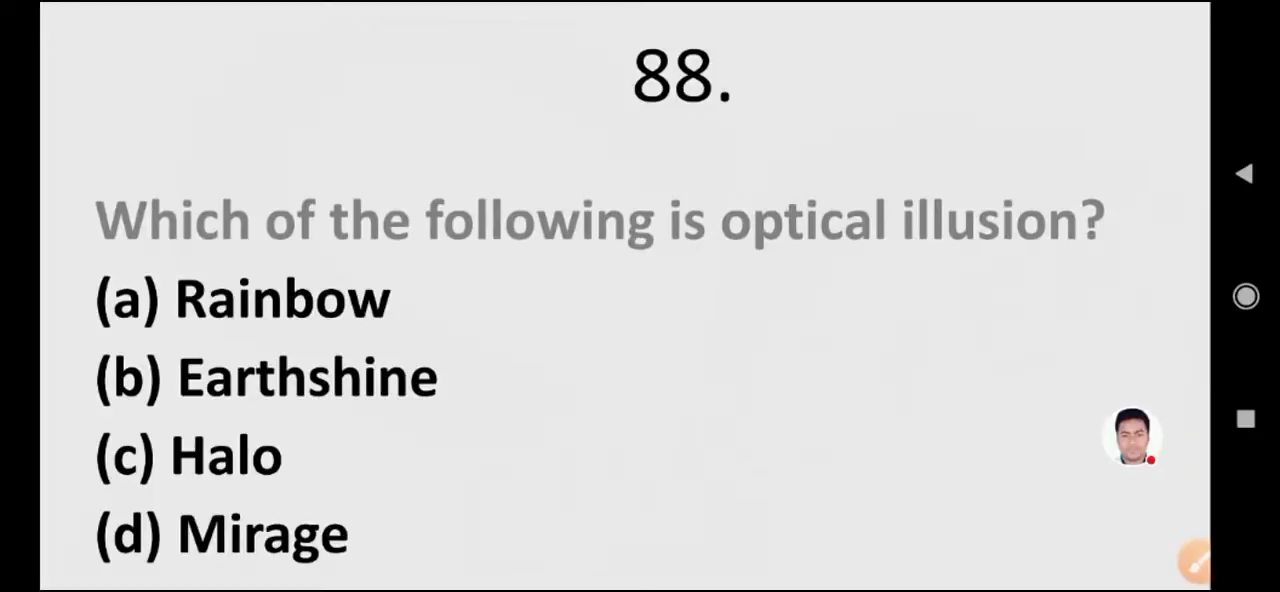 88.
Which of the following is optical illusion?
(a) Rainbow
(b) Earthshine
(c) Halo
(d) Mirage